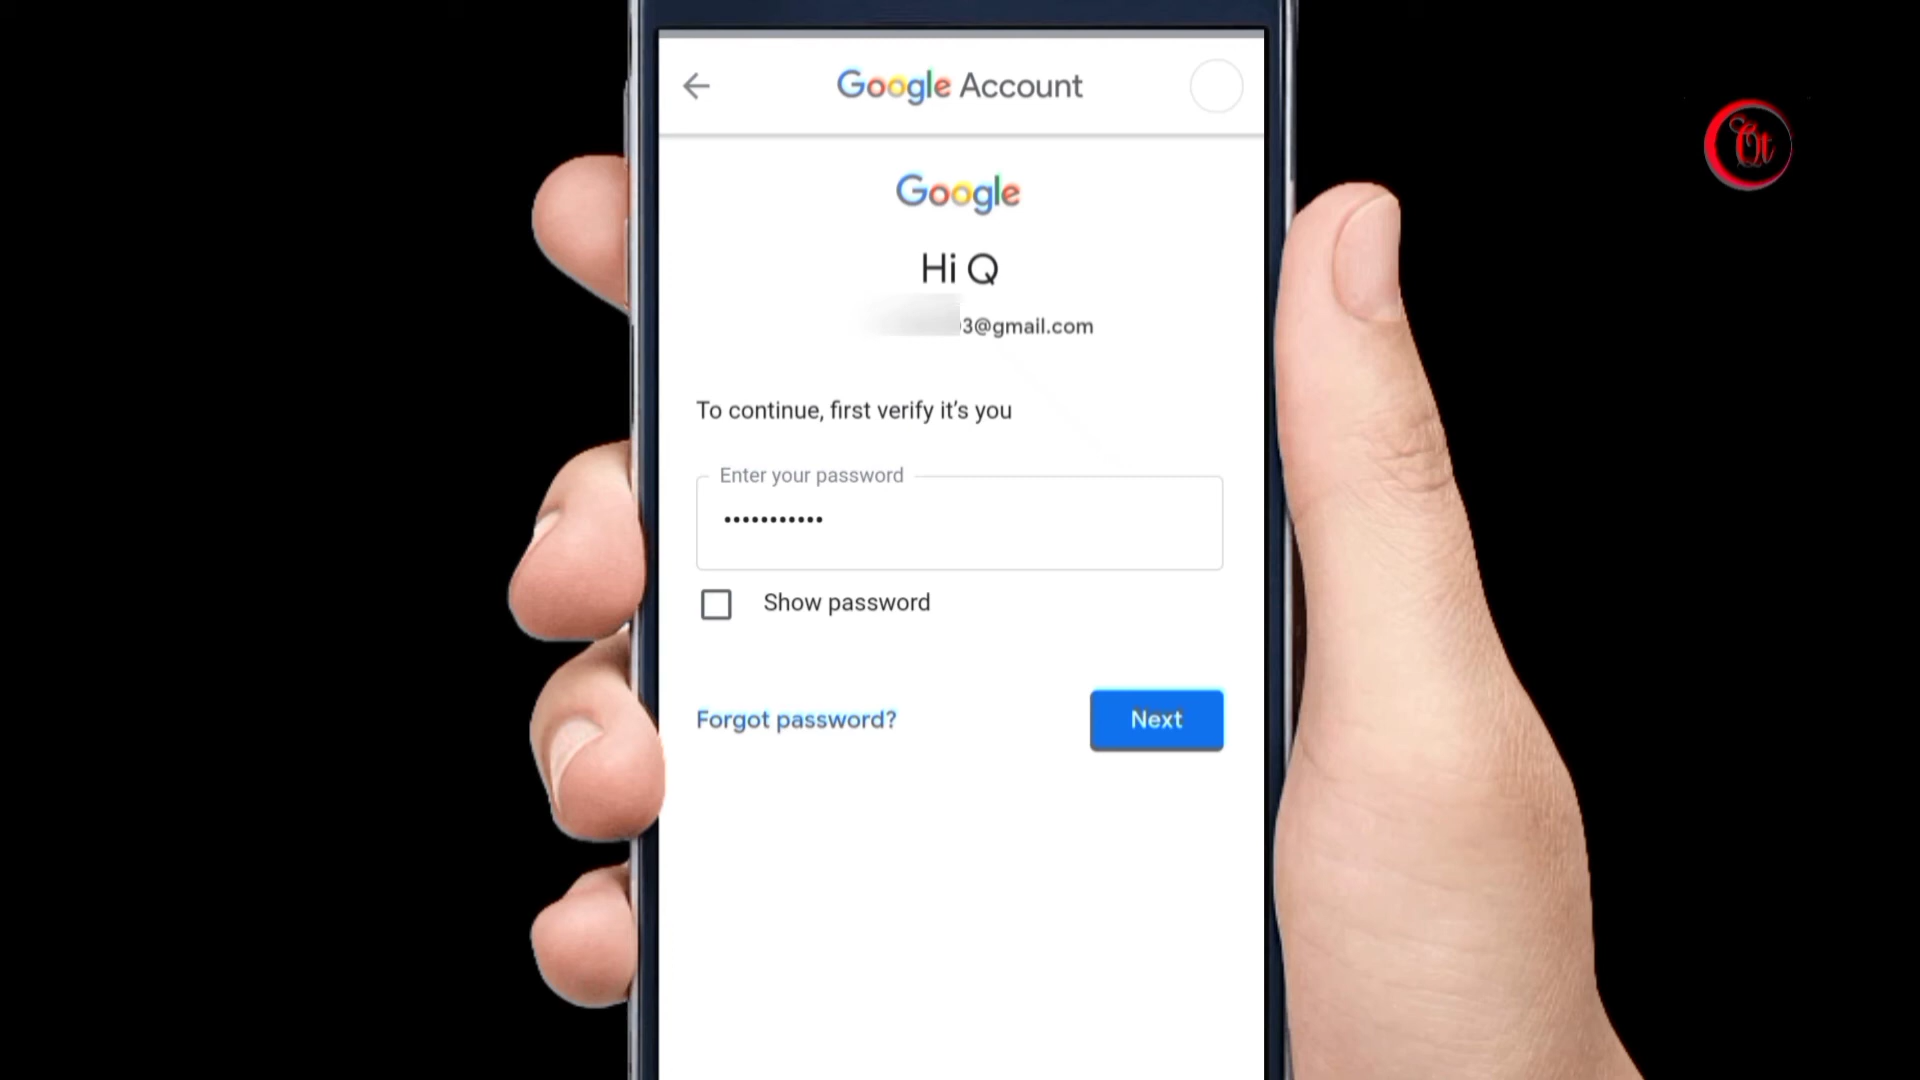 Google Account
Google
Hi Q
3@gmail.com
To continue, first verify it's you
Enter your password
•••••••••••
Show password
Forgot password?
Next
Qt